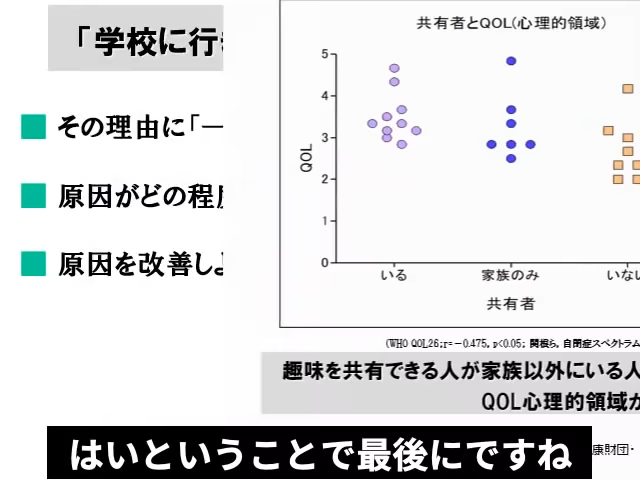 「学校に行
その理由に「一
原因がどの程度
原因を改善し
共有者とQOL(心理的領域)
QOL
5
4
3
2
1
0
いる
家族のみ
いない
共有者
(WHO QOL26;r=-0.475, p<0.05; 関根ら, 自閉症スペクトラム
趣味を共有できる人が家族以外にいる人
QOL心理的領域が
康財団・
はいということで最後にですね